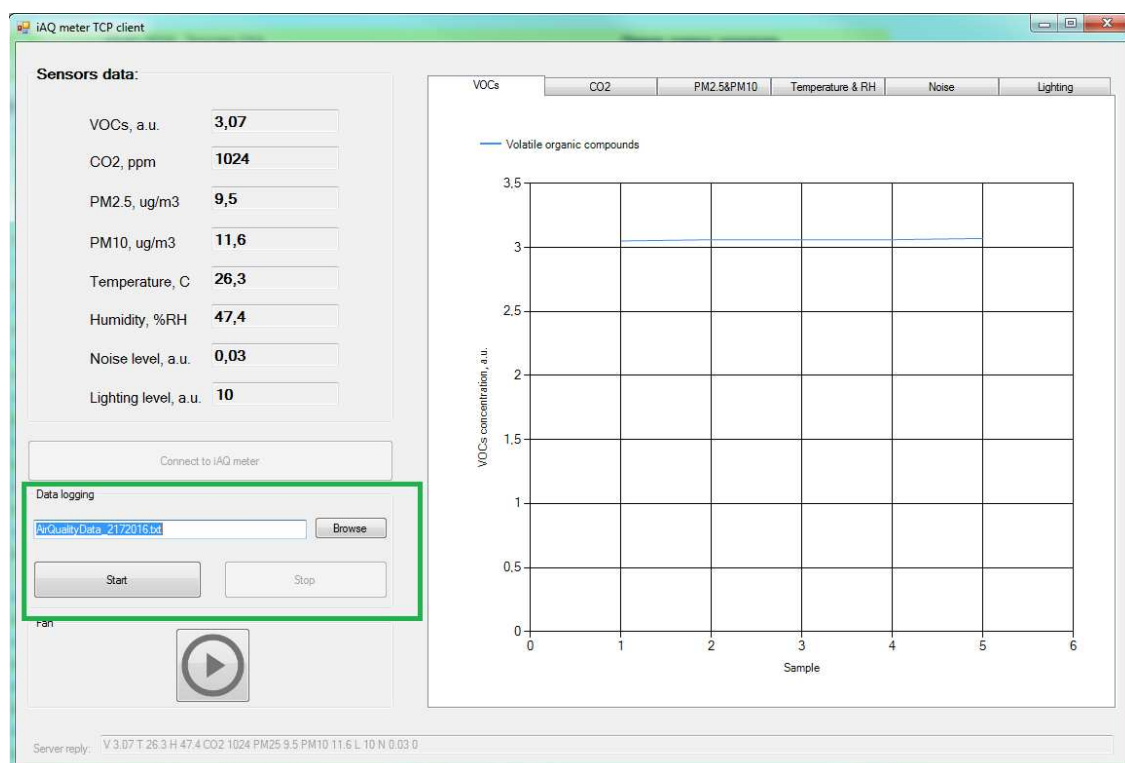 iAQ meter TCP client
Sensors data:
VOCs, a.u. 3,07
CO2, ppm 1024
PM2.5, ug/m3 9,5
PM10, ug/m3 11,6
Temperature, C 26,3
Humidity, %RH 47,4
Noise level, a.u. 0,03
Lighting level, a.u. 10
Connect to iAQ meter
Data logging
AirQualityData_2172016.txt Browse
Start Stop
Fan
VOCs CO2 PM2.5&PM10 Temperature & RH Noise Lighting
Volatile organic compounds
3,5
3
2,5
2
1,5
1
0,5
0
VOCs concentration, a.u.
0 1 2 3 4 5 6
Sample
Server reply: V 3.07 T 26.3 H 47.4 CO2 1024 PM25 9.5 PM10 11.6 L 10 N 0.03 0